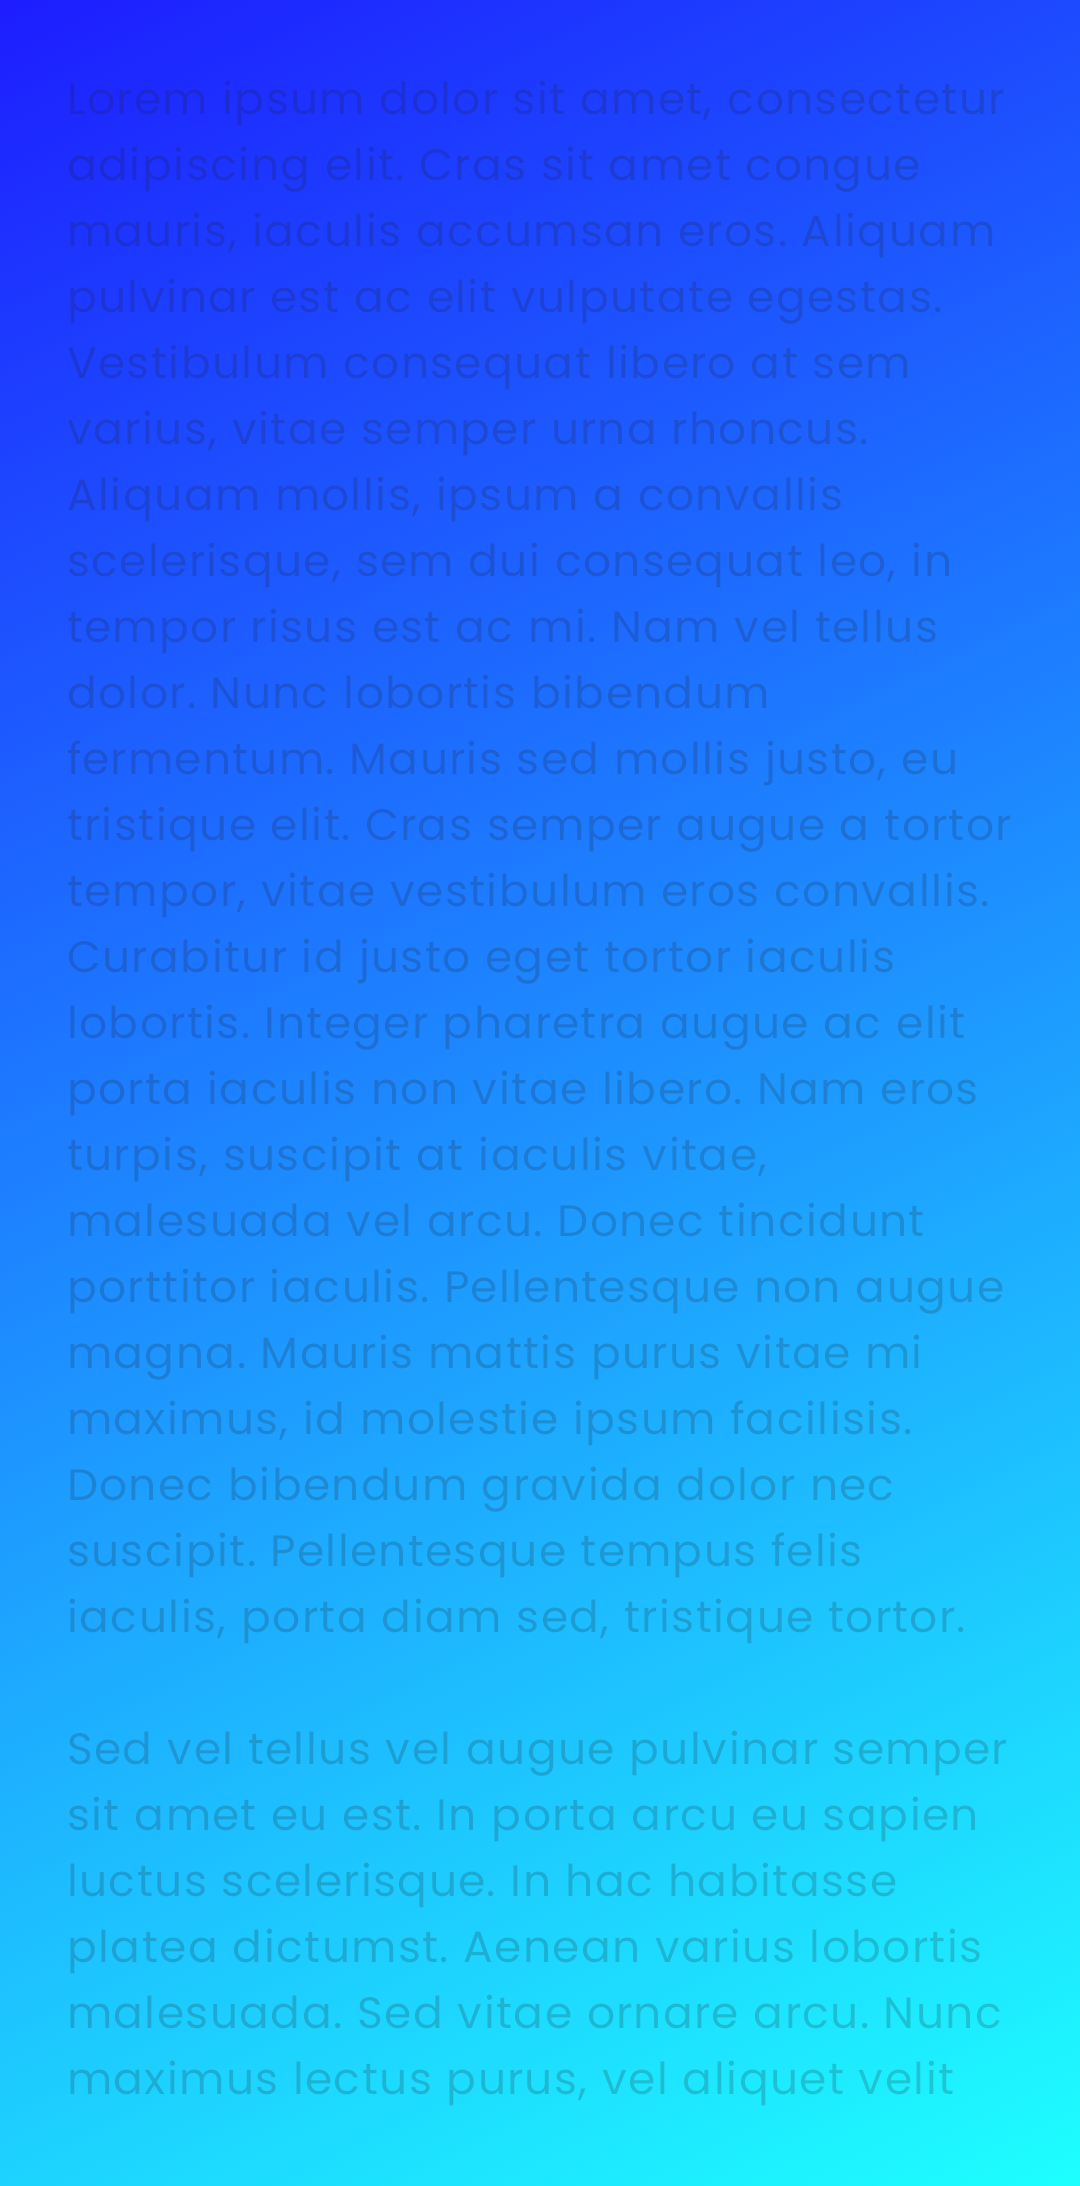 Lorem ipsum dolor sit amet, consectetur
adipiscing elit. Cras sit amet congue
mauris, iaculis accumsan eros. Aliquam
pulvinar est ac elit vulputate egestas.
Vestibulum consequat libero at sem
varius, vitae semper urna rhoncus.
Aliquam mollis, ipsum a convallis
scelerisque, sem dui consequat leo, in
tempor risus est ac mi. Nam vel tellus
dolor. Nunc lobortis bibendum
fermentum. Mauris sed mollis justo, eu
tristique elit. Cras semper augue a tortor
tempor, vitae vestibulum eros convallis.
Curabitur id justo eget tortor iaculis
lobortis. Integer pharetra augue ac elit
porta iaculis non vitae libero. Nam eros
turpis, suscipit at iaculis vitae,
malesuada vel arcu. Donec tincidunt
porttitor iaculis. Pellentesque non augue
magna. Mauris mattis purus vitae mi
maximus, id molestie ipsum facilisis.
Donec bibendum gravida dolor nec
suscipit. Pellentesque tempus felis
iaculis, porta diam sed, tristique tortor.

Sed vel tellus vel augue pulvinar semper
sit amet eu est. In porta arcu eu sapien
luctus scelerisque. In hac habitasse
platea dictumst. Aenean varius lobortis
malesuada. Sed vitae ornare arcu. Nunc
maximus lectus purus, vel aliquet velit